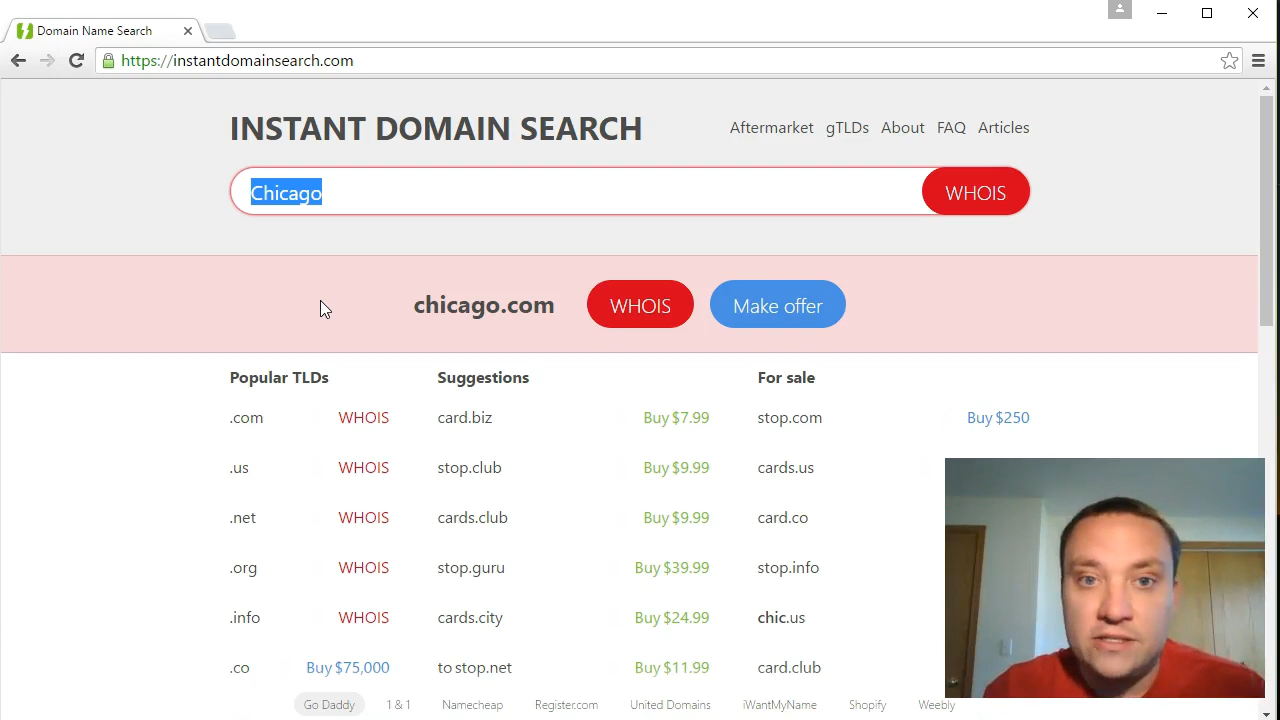 Domain Name Search
https://instantdomainsearch.com
INSTANT DOMAIN SEARCH
Aftermarket gTLDs About FAQ Articles
Chicago
WHOIS
chicago.com
WHOIS
Make offer
Popular TLDs
.com WHOIS
.us WHOIS
.net WHOIS
.org WHOIS
.info WHOIS
.co Buy $75,000
Suggestions
card.biz Buy $7.99
stop.club Buy $9.99
cards.club Buy $9.99
stop.guru Buy $39.99
cards.city Buy $24.99
to stop.net Buy $11.99
For sale
stop.com Buy $250
cards.us
card.co
stop.info
chic.us
card.club
Go Daddy 1 & 1 Namecheap Register.com United Domains iWantMyName Shopify Weebly